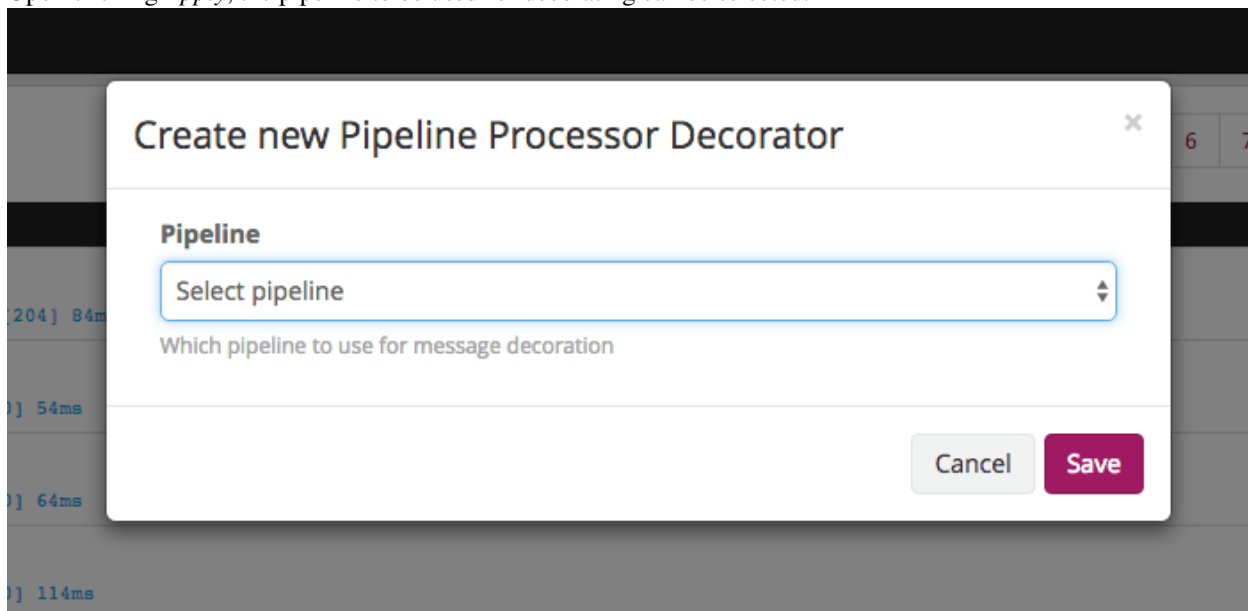 Create new Pipeline Processor Decorator ×
6 7
Pipeline
Select pipeline
[204] 84m
Which pipeline to use for message decoration
] 54ms
Cancel Save
] 64ms
] 114ms